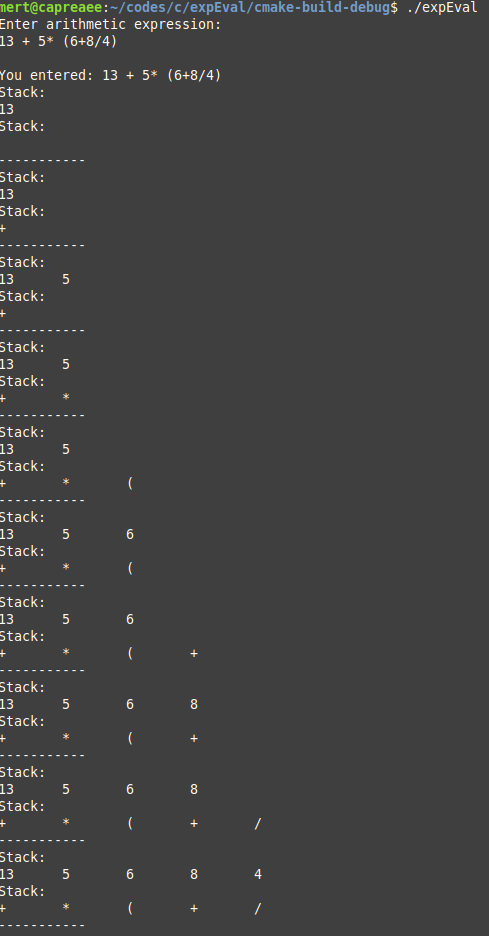 mert@capreaee:~/codes/c/expEval/cmake-build-debug$ ./expEval
Enter arithmetic expression:
13 + 5* (6+8/4)

You entered: 13 + 5* (6+8/4)
Stack:
13
Stack:

-----------
Stack:
13
Stack:
+
-----------
Stack:
13      5
Stack:
+
-----------
Stack:
13      5
Stack:
+       *
-----------
Stack:
13      5
Stack:
+       *       (
-----------
Stack:
13      5       6
Stack:
+       *       (
-----------
Stack:
13      5       6
Stack:
+       *       (       +
-----------
Stack:
13      5       6       8
Stack:
+       *       (       +
-----------
Stack:
13      5       6       8
Stack:
+       *       (       +       /
-----------
Stack:
13      5       6       8       4
Stack:
+       *       (       +       /
-----------